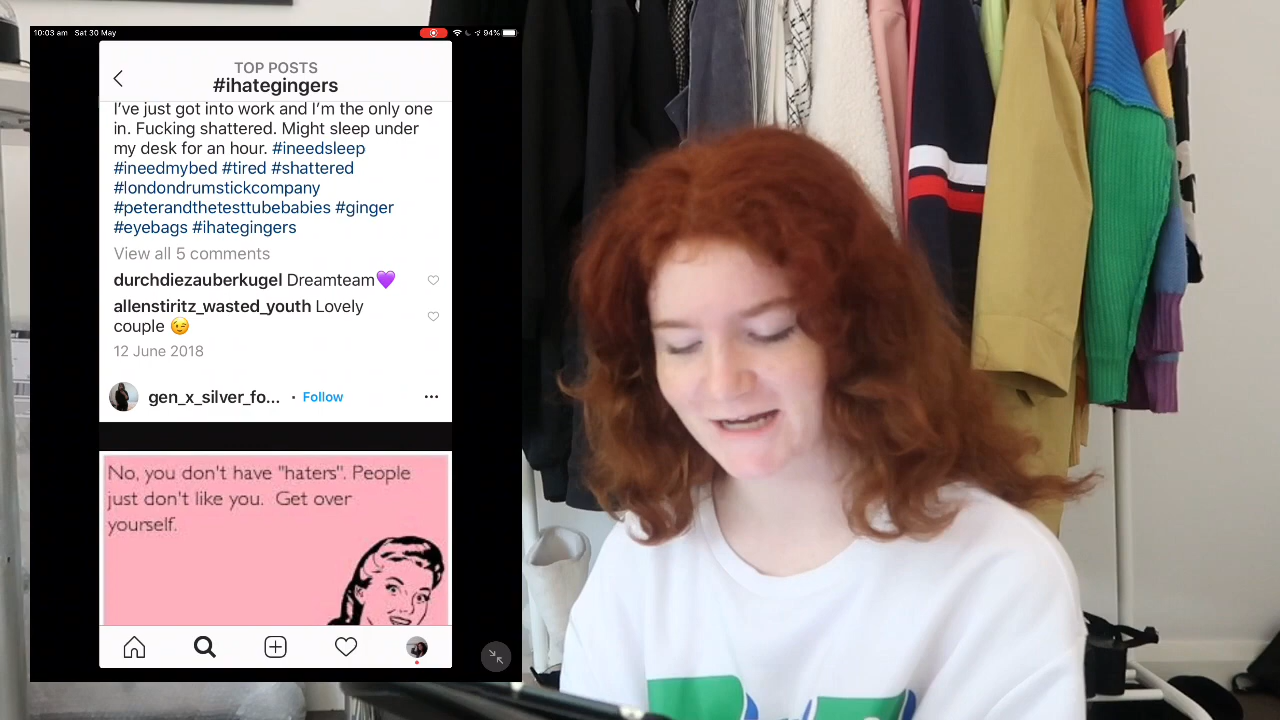 10:03 am Sat 30 May
94%
TOP POSTS
#ihategingers
I've just got into work and I'm the only one
in. Fucking shattered. Might sleep under
my desk for an hour. #ineedsleep
#ineedmybed #tired #shattered
#londondrumstickcompany
#peterandthetesttubebabies #ginger
#eyebags #ihategingers
View all 5 comments
durchdiezauberkugel Dreamteam💜
allenstiritz_wasted_youth Lovely
couple 😉
12 June 2018
gen_x_silver_fo... • Follow
No, you don't have "haters". People
just don't like you. Get over
yourself.